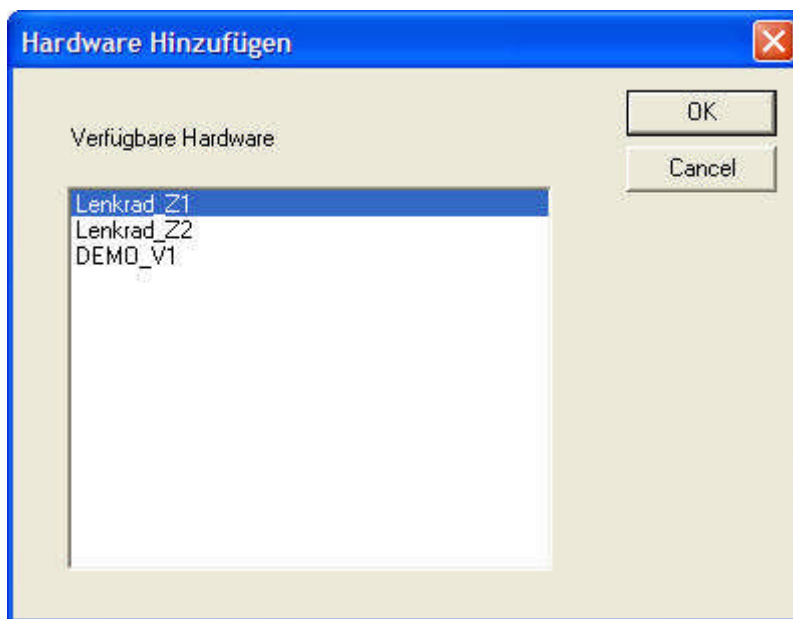 Hardware Hinzufügen
OK
Verfügbare Hardware
Cancel
Lenkrad_Z1
Lenkrad_Z2
DEMO_V1